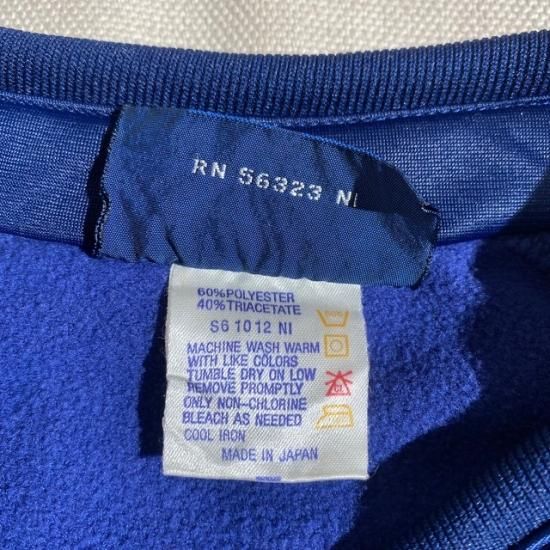 RN 56323 NI
60%POLYESTER
40%TRIACETATE
S6 1012 NI
MACHINE WASH WARM
WITH LIKE COLORS
TUMBLE DRY ON LOW
REMOVE PROMPTLY
ONLY NON-CHLORINE
BLEACH AS NEEDED
COOL IRON
MADE IN JAPAN